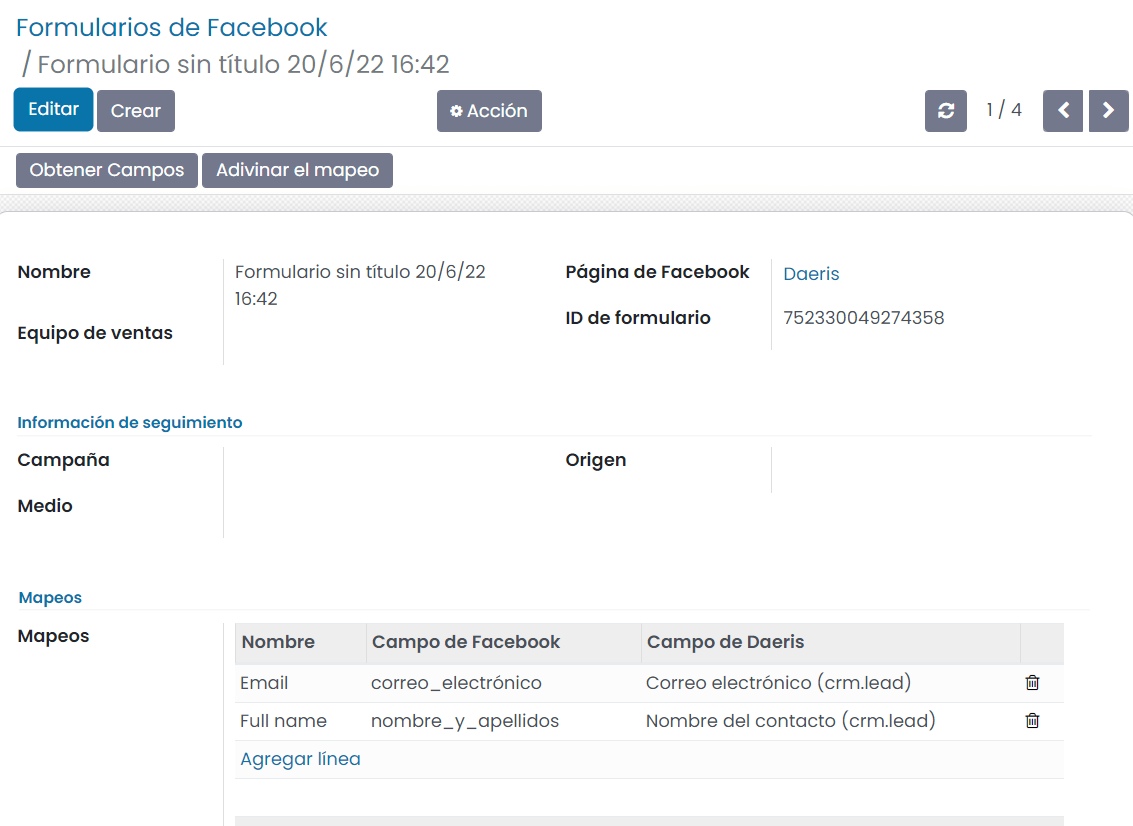 Formularios de Facebook
/ Formulario sin título 20/6/22 16:42
Editar Crear Acción 1 / 4
Obtener Campos Adivinar el mapeo
Nombre Formulario sin título 20/6/22 Página de Facebook Daeris
16:42
Equipo de ventas ID de formulario 752330049274358
Información de seguimiento
Campaña Origen
Medio
Mapeos
Mapeos Nombre Campo de Facebook Campo de Daeris
Email correo_electrónico Correo electrónico (crm.lead)
Full name nombre_y_apellidos Nombre del contacto (crm.lead)
Agregar línea